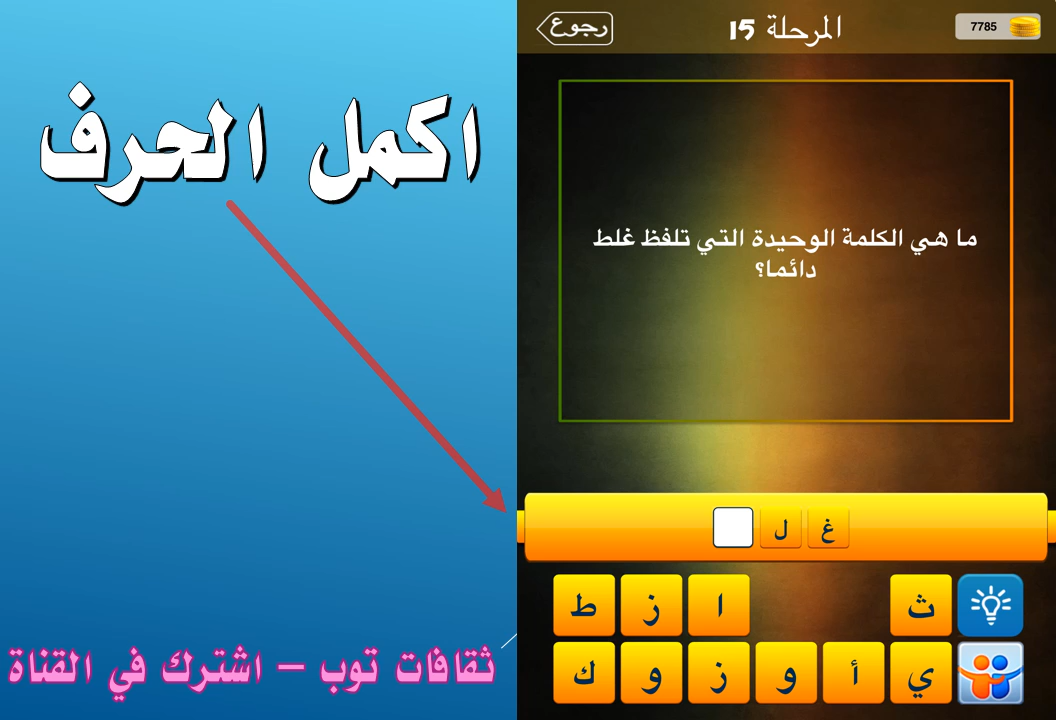 اكمل الحرف
ثقافات توب – اشترك في القناة
رجوع
المرحلة 15
7785
ما هي الكلمة الوحيدة التي تلفظ غلط
دائما؟
غ ل
ث ا ز ط
ي أ و ز و ك